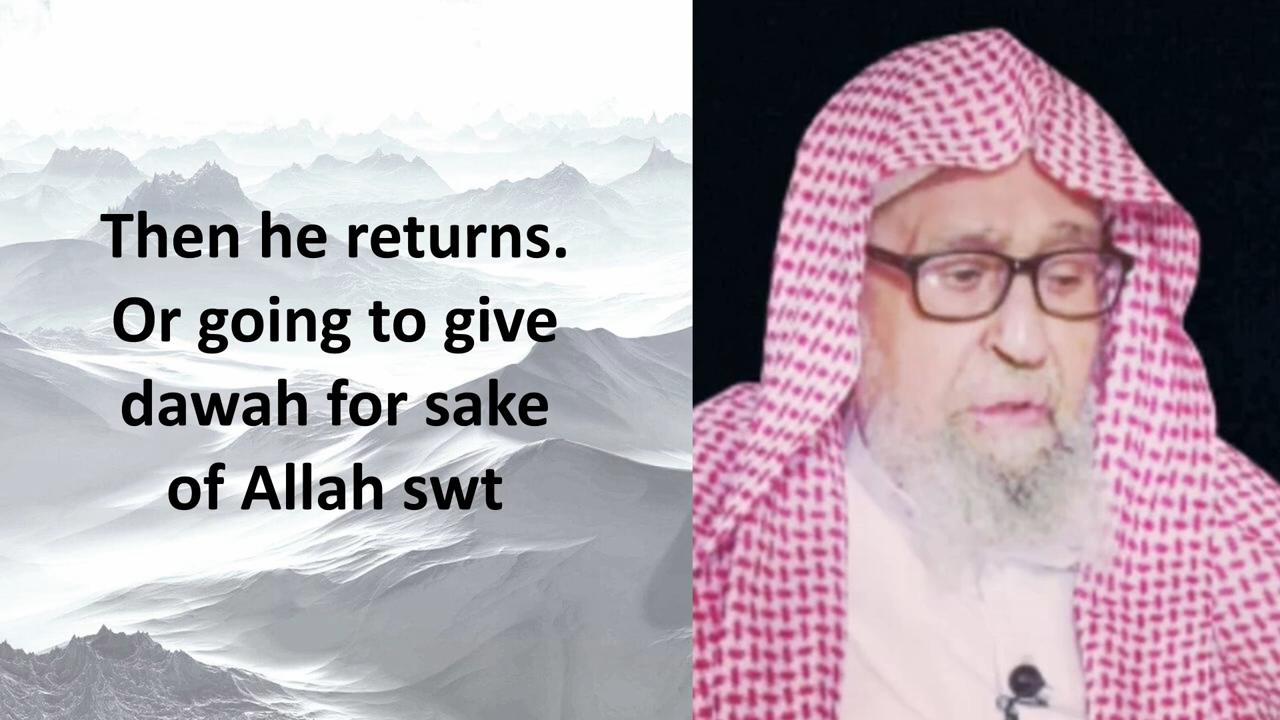 Then he returns.
Or going to give
dawah for sake
of Allah swt